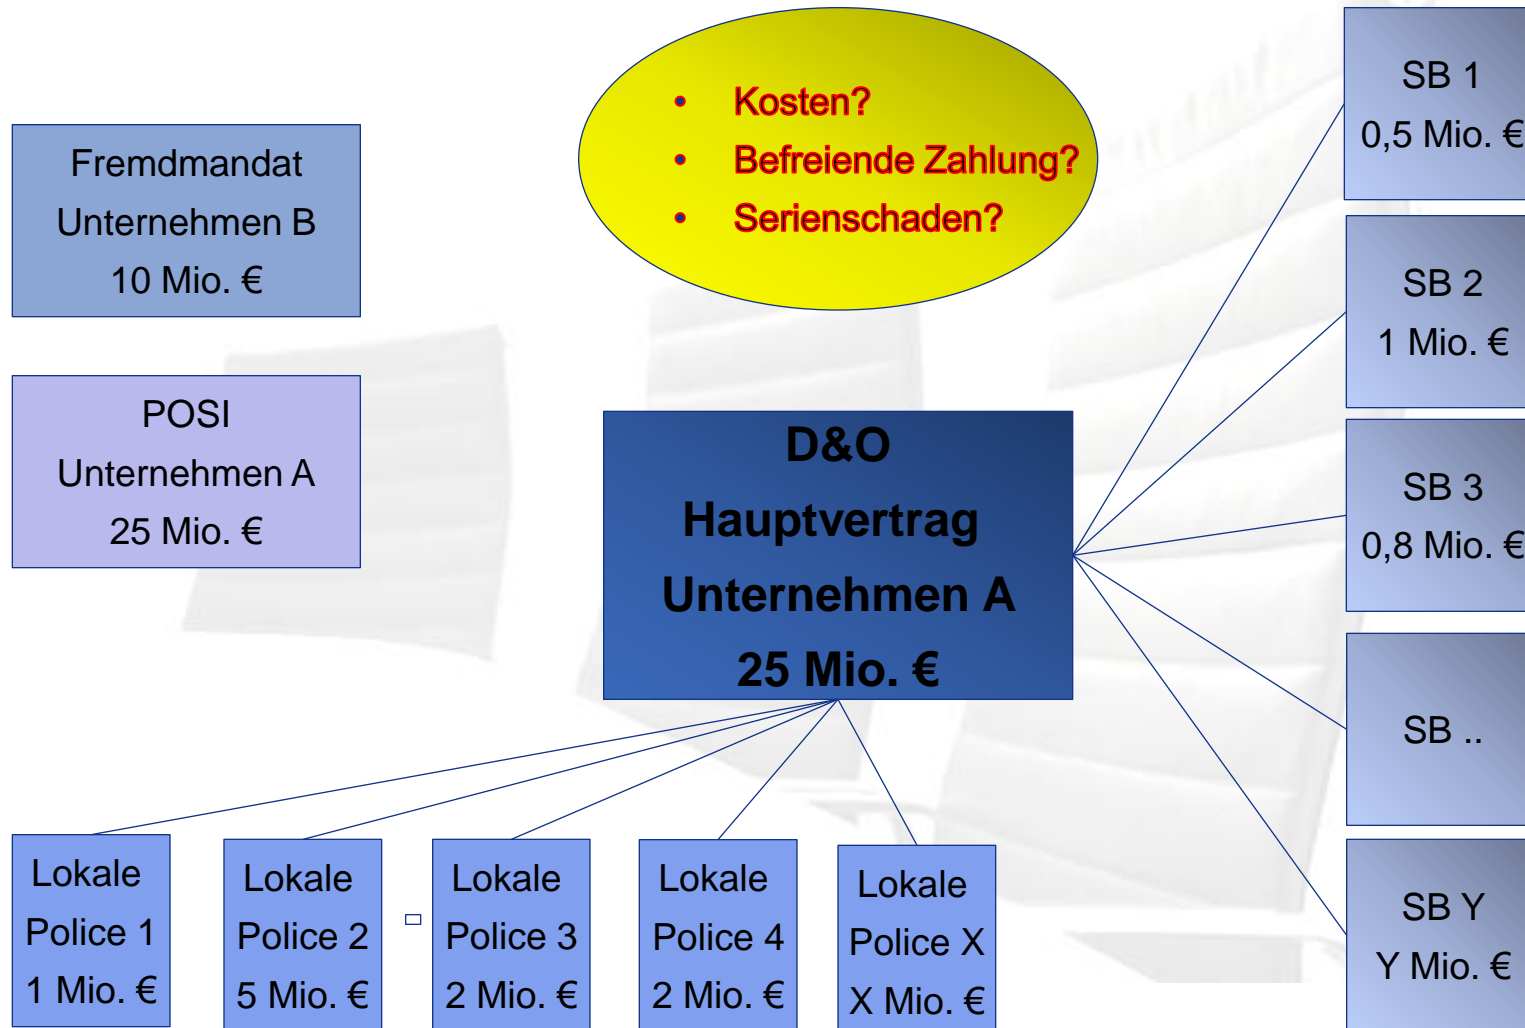 • Kosten?
• Befreiende Zahlung?
• Serienschaden?
Fremdmandat
Unternehmen B
10 Mio. €
POSI
Unternehmen A
25 Mio. €
D&O
Hauptvertrag
Unternehmen A
25 Mio. €
SB 1
0,5 Mio. €
SB 2
1 Mio. €
SB 3
0,8 Mio. €
SB ..
SB Y
Y Mio. €
Lokale
Police 1
1 Mio. €
Lokale
Police 2
5 Mio. €
Lokale
Police 3
2 Mio. €
Lokale
Police 4
2 Mio. €
Lokale
Police X
X Mio. €